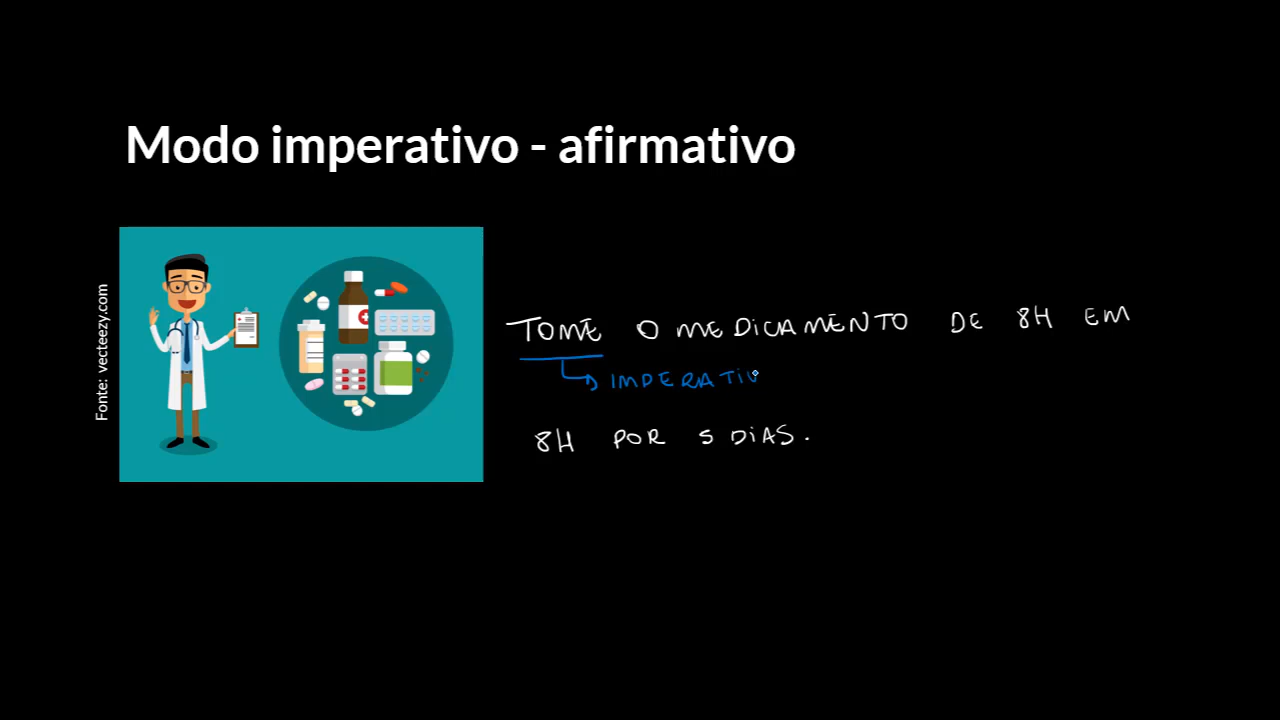 Modo imperativo - afirmativo
Fonte: vecteezy.com
TOME O MEDICAMENTO DE 8H EM
IMPERATIV
8H POR 5 DIAS.